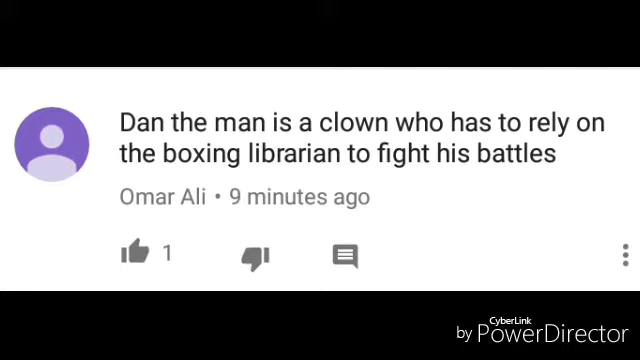 Dan the man is a clown who has to rely on
the boxing librarian to fight his battles
Omar Ali • 9 minutes ago
1
CyberLink
by PowerDirector